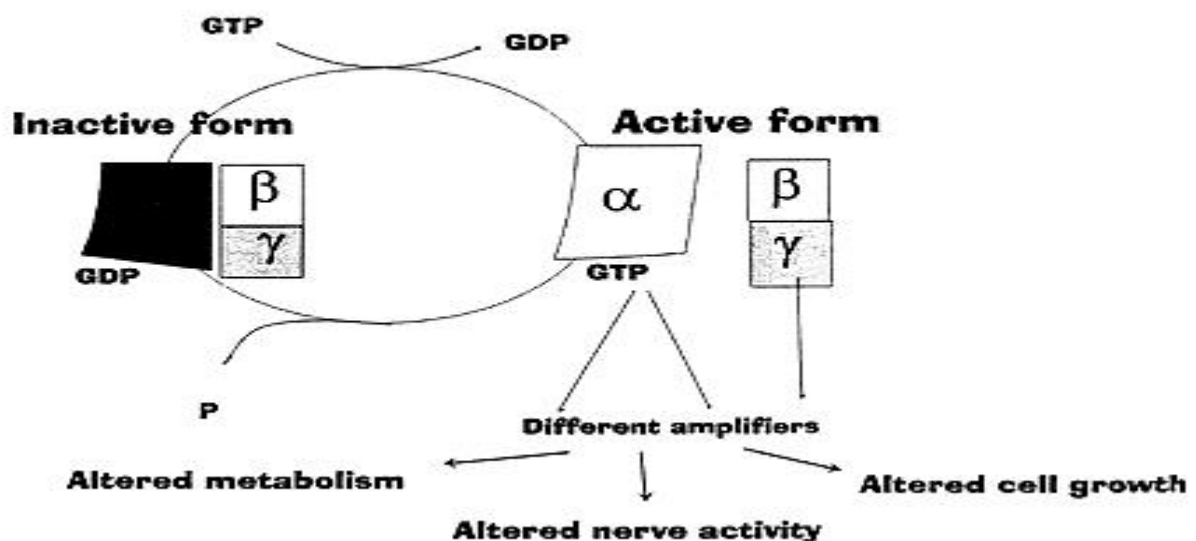 GTP
GDP
Inactive form
Active form
β
γ
GDP
α
GTP
β
γ
P
Different amplifiers
Altered metabolism
Altered nerve activity
Altered cell growth